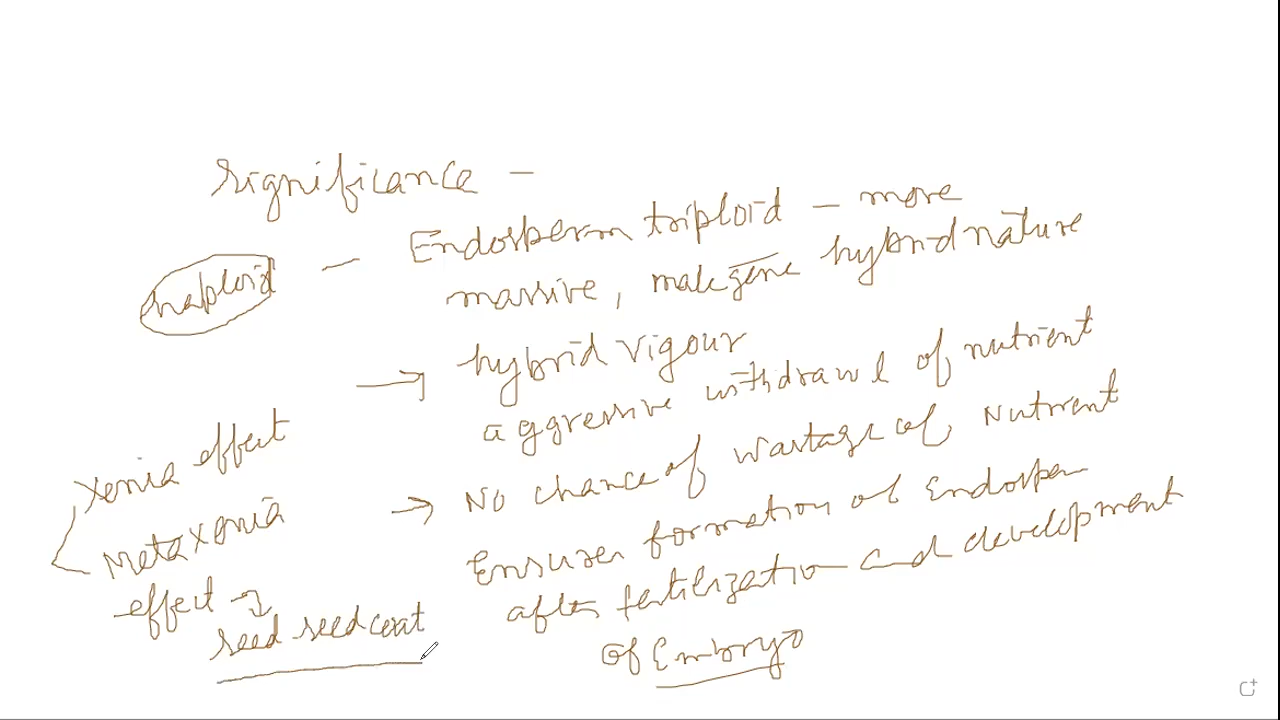 Significance -
haploid - Endosperm triploid - more
massive, male gene hybrid nature
→ hybrid vigour
aggressive withdrawl of nutrient
→ No chance of wastage of Nutrient
Ensures formation of Endosper
after fertilization and development
of Embryo
Xenia effect
Metaxenia
effect →
seed seed coat